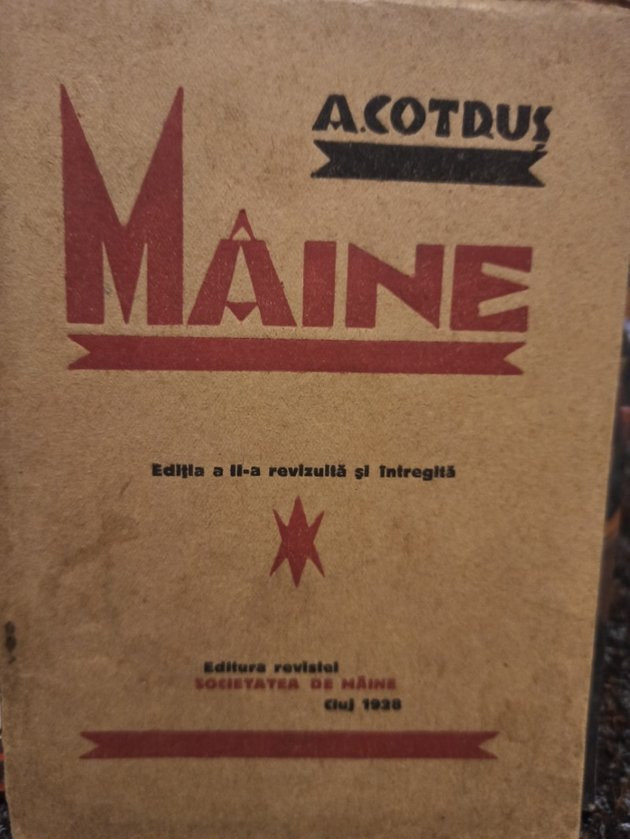 A. COTRUȘ
MÂINE
Ediția a II-a revizuită și întregită
Editura revistei
SOCIETATEA DE MÂINE
Cluj 1928